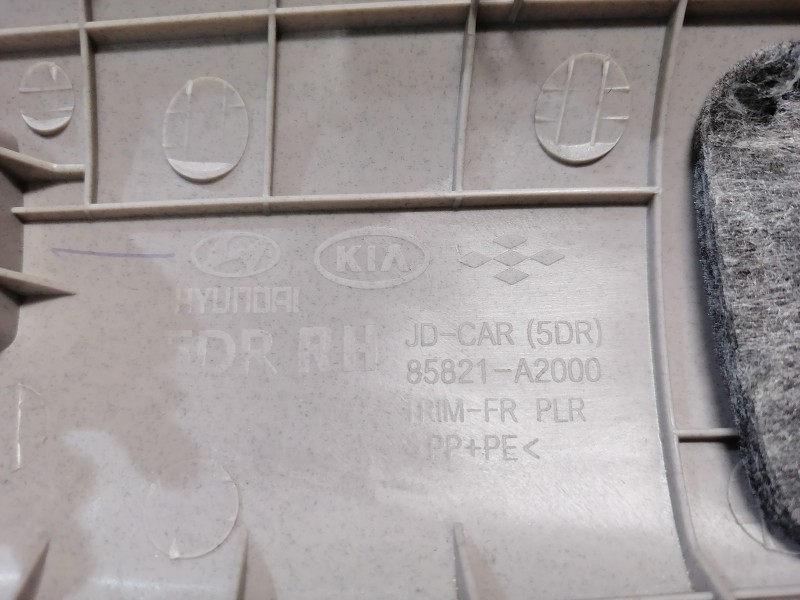 KIA
HYUNDAI
5DR RH
JD-CAR (5DR)
85821-A2000
TRIM-FR PLR
>PP+PE<